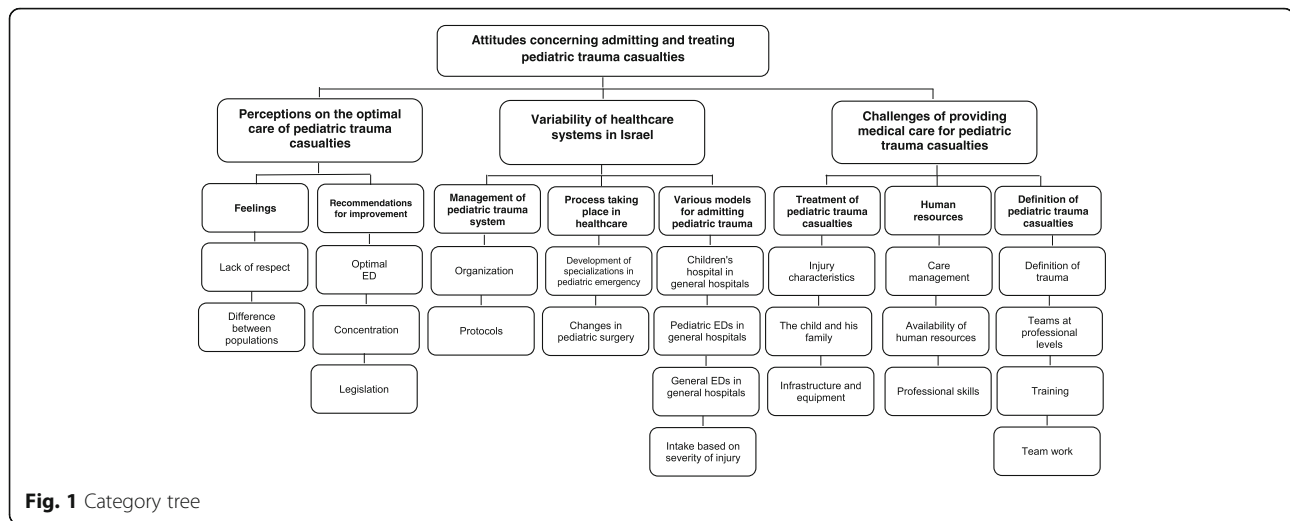 Attitudes concerning admitting and treating
pediatric trauma casualties
Perceptions on the optimal
care of pediatric trauma
casualties
Variability of healthcare
systems in Israel
Challenges of providing
medical care for pediatric
trauma casualties
Feelings
Recommendations
for improvement
Management of
pediatric trauma
system
Process taking
place in
healthcare
Various models
for admitting
pediatric trauma
Treatment of
pediatric trauma
casualties
Human
resources
Definition of
pediatric trauma
casualties
Lack of respect
Optimal
ED
Organization
Development of
specializations in
pediatric emergency
Children's
hospital in
general hospitals
Injury
characteristics
Care
management
Definition of
trauma
Difference
between
populations
Concentration
Protocols
Changes in
pediatric surgery
Pediatric EDs in
general hospitals
The child and his
family
Availability of
human resources
Teams at
professional
levels
Legislation
General EDs in
general hospitals
Infrastructure and
equipment
Professional skills
Training
Intake based on
severity of injury
Team work
Fig. 1 Category tree